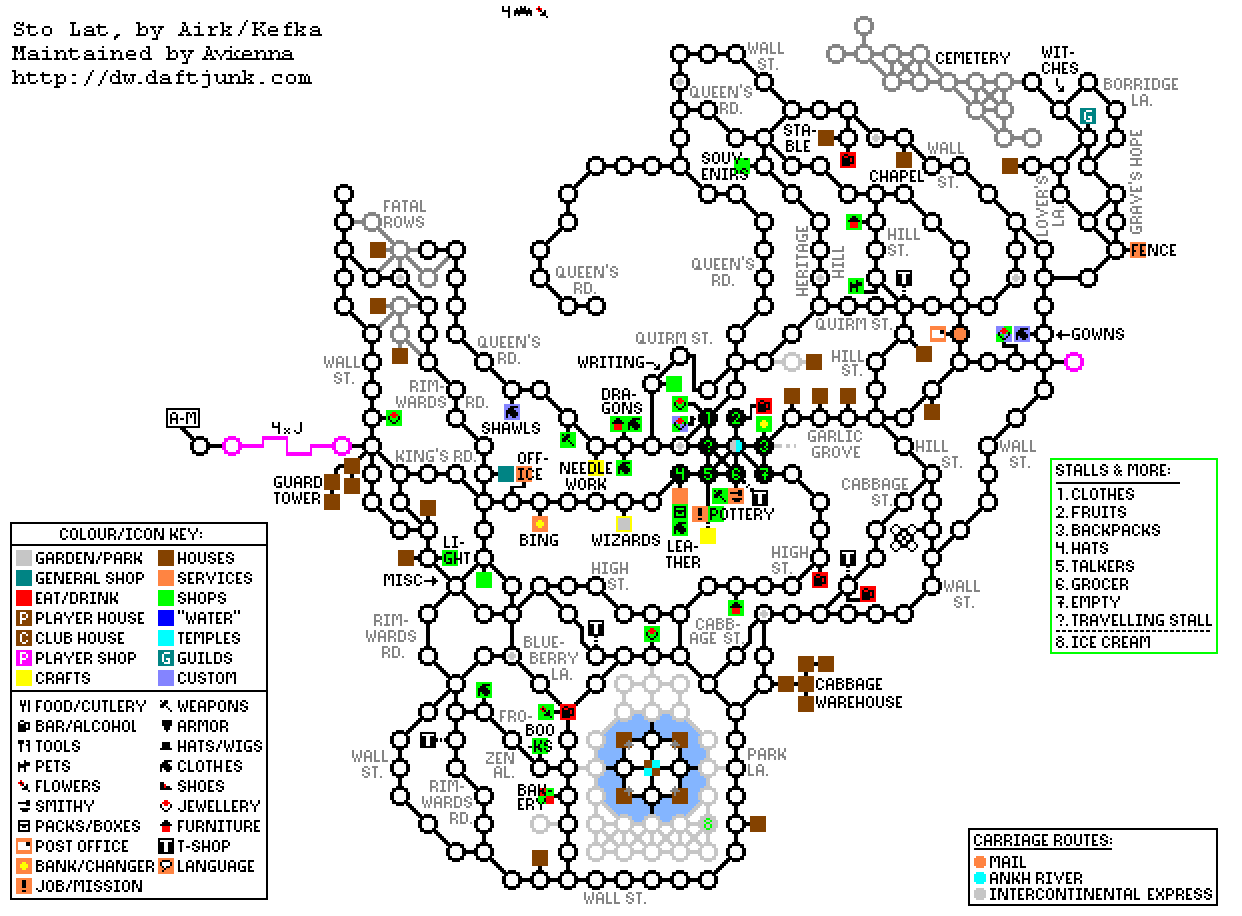 Sto Lat, by Airk/Kefka
Maintained by Avicenna
http://dw.daftjunk.com
CEMETERY
WIT-
CHES
WALL
ST.
BORRIDGE
LA.
QUEEN'S
RD.
G
STA-
BLE
GRAVE'S HOPE
SOUV-
ENIRS
CHAPEL
WALL
ST.
LOVER'S
LA.
FATAL
ROWS
HERITAGE
HILL
HILL
ST.
FENCE
QUEEN'S
RD.
QUEEN'S
RD.
T
QUIRM ST.
QUIRM ST.
GOWNS
QUEEN'S
RD.
WRITING
WALL
ST.
HILL
ST.
RIM-
WARDS
RD.
DRA-
GONS
A-M
4xJ
SHAWLS
1
2
?
3
4
5
6
7
GARLIC
GROVE
HILL
ST.
WALL
ST.
KING'S RD.
OFF-
ICE
NEEDLE
WORK
GUARD
TOWER
CABBAGE
ST.
T
POTTERY
BING
WIZARDS
LEA-
THER
LI-
GHT
MISC
HIGH
ST.
HIGH
ST.
T
WALL
ST.
RIM-
WARDS
RD.
BLUE-
BERRY
LA.
T
CABB-
AGE ST.
CABBAGE
WAREHOUSE
FRO-
ZEN
AL.
BOO-
KS
T
WALL
ST.
RIM-
WARDS
RD.
BAK-
ERY
PARK
LA.
8
WALL ST.
COLOUR/ICON KEY:
GARDEN/PARK
HOUSES
GENERAL SHOP
SERVICES
EAT/DRINK
SHOPS
P PLAYER HOUSE
"WATER"
C CLUB HOUSE
TEMPLES
P PLAYER SHOP
G GUILDS
CRAFTS
CUSTOM
FOOD/CUTLERY
WEAPONS
BAR/ALCOHOL
ARMOR
TOOLS
HATS/WIGS
PETS
CLOTHES
FLOWERS
SHOES
SMITHY
JEWELLERY
PACKS/BOXES
FURNITURE
POST OFFICE
T T-SHOP
BANK/CHANGER
LANGUAGE
! JOB/MISSION
STALLS & MORE:
1. CLOTHES
2. FRUITS
3. BACKPACKS
4. HATS
5. TALKERS
6. GROCER
7. EMPTY
?. TRAVELLING STALL
8. ICE CREAM
CARRIAGE ROUTES:
MAIL
ANKH RIVER
INTERCONTINENTAL EXPRESS